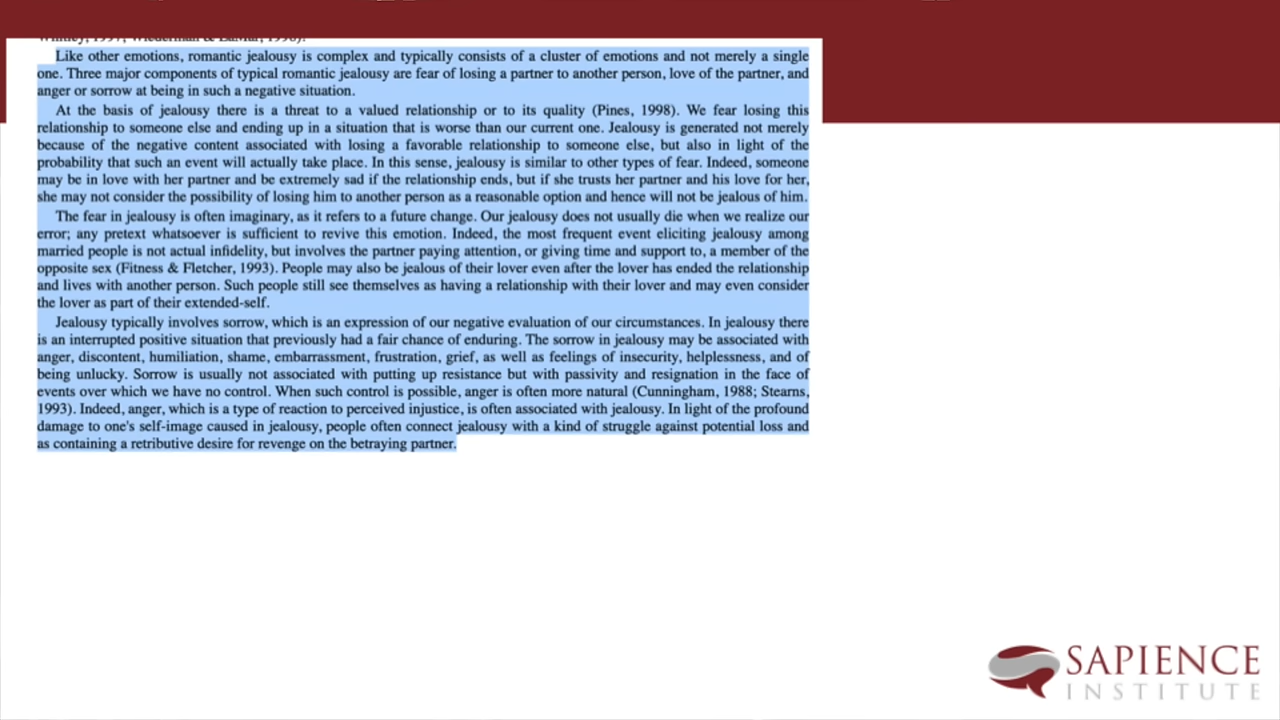 Like other emotions, romantic jealousy is complex and typically consists of a cluster of emotions and not merely a single
one. Three major components of typical romantic jealousy are fear of losing a partner to another person, love of the partner, and
anger or sorrow at being in such a negative situation.
At the basis of jealousy there is a threat to a valued relationship or to its quality (Pines, 1998). We fear losing this
relationship to someone else and ending up in a situation that is worse than our current one. Jealousy is generated not merely
because of the negative content associated with losing a favorable relationship to someone else, but also in light of the
probability that such an event will actually take place. In this sense, jealousy is similar to other types of fear. Indeed, someone
may be in love with her partner and be extremely sad if the relationship ends, but if she trusts her partner and his love for her,
she may not consider the possibility of losing him to another person as a reasonable option and hence will not be jealous of him.
The fear in jealousy is often imaginary, as it refers to a future change. Our jealousy does not usually die when we realize our
error; any pretext whatsoever is sufficient to revive this emotion. Indeed, the most frequent event eliciting jealousy among
married people is not actual infidelity, but involves the partner paying attention, or giving time and support to, a member of the
opposite sex (Fitness & Fletcher, 1993). People may also be jealous of their lover even after the lover has ended the relationship
and lives with another person. Such people still see themselves as having a relationship with their lover and may even consider
the lover as part of their extended-self.
Jealousy typically involves sorrow, which is an expression of our negative evaluation of our circumstances. In jealousy there
is an interrupted positive situation that previously had a fair chance of enduring. The sorrow in jealousy may be associated with
anger, discontent, humiliation, shame, embarrassment, frustration, grief, as well as feelings of insecurity, helplessness, and of
being unlucky. Sorrow is usually not associated with putting up resistance but with passivity and resignation in the face of
events over which we have no control. When such control is possible, anger is often more natural (Cunningham, 1988; Stearns,
1993). Indeed, anger, which is a type of reaction to perceived injustice, is often associated with jealousy. In light of the profound
damage to one's self-image caused in jealousy, people often connect jealousy with a kind of struggle against potential loss and
as containing a retributive desire for revenge on the betraying partner.
SAPIENCE
INSTITUTE